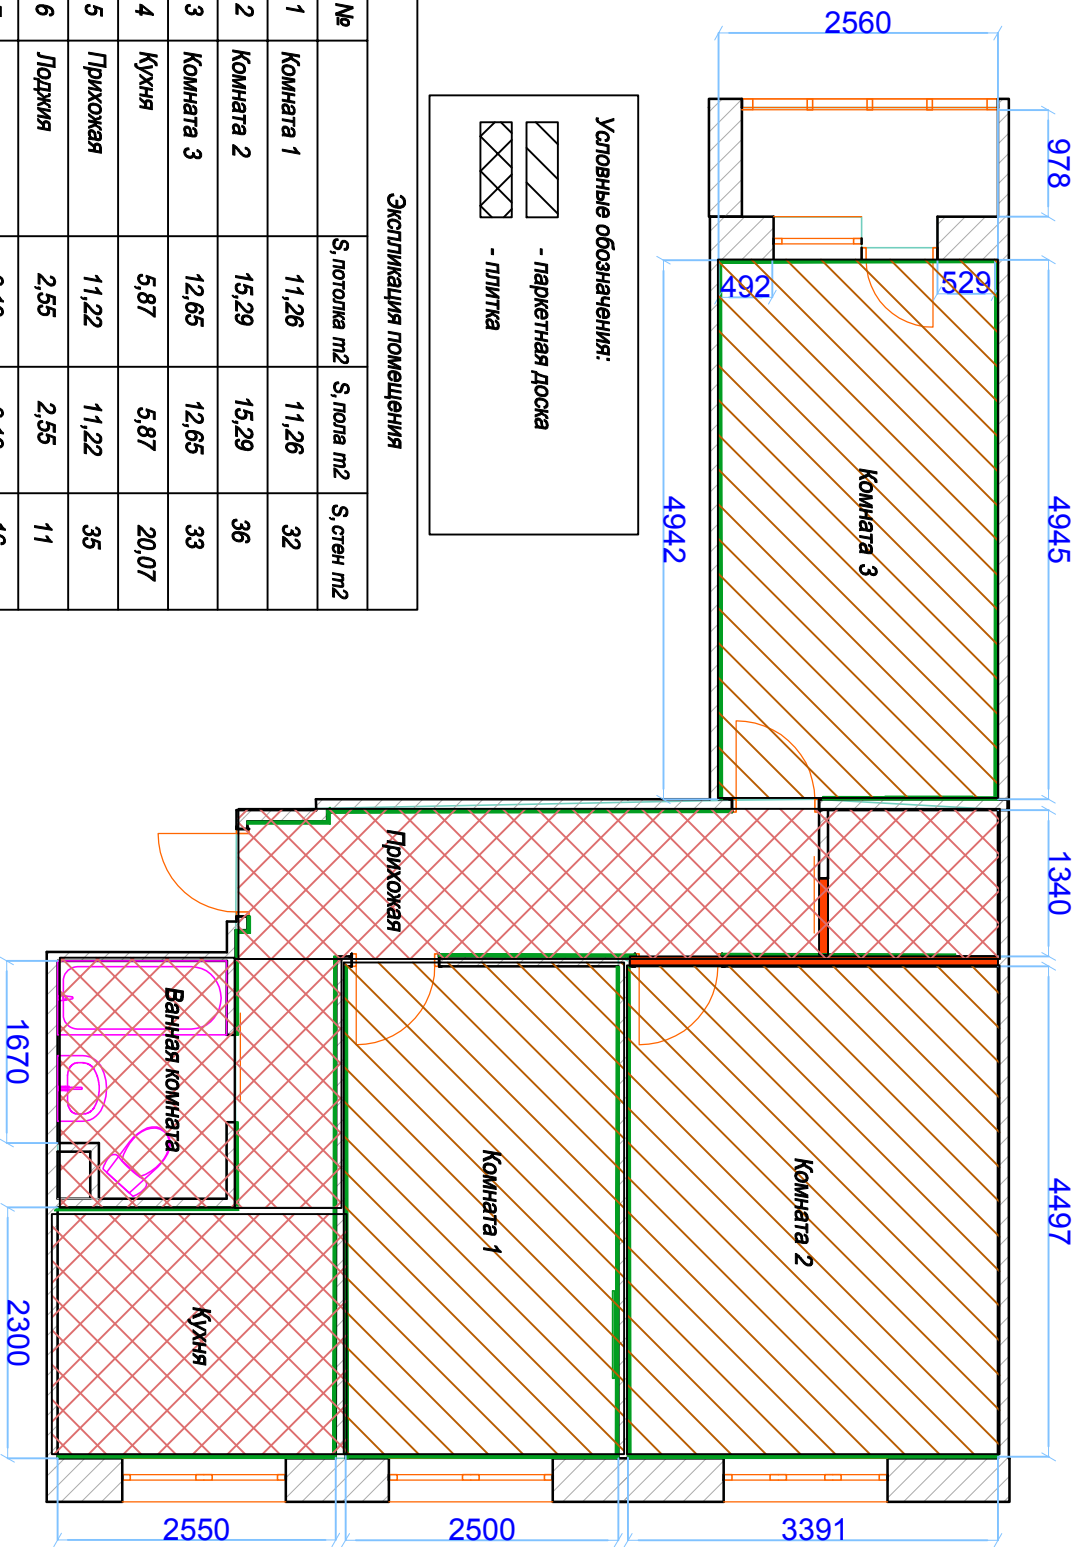 2560
978
4945
1340
4497
492
529
4942
Комната 3
Прихожая
Ванная комната
Комната 1
Комната 2
Кухня
1670
2300
2550
2500
3391
Условные обозначения:
- паркетная доска
- плитка
Экспликация помещения
№ S, потолка m2 S, пола m2 S, стен m2
1 Комната 1 11,26 11,26 32
2 Комната 2 15,29 15,29 36
3 Комната 3 12,65 12,65 33
4 Кухня 5,87 5,87 20,07
5 Прихожая 11,22 11,22 35
6 Лоджия 2,55 2,55 11